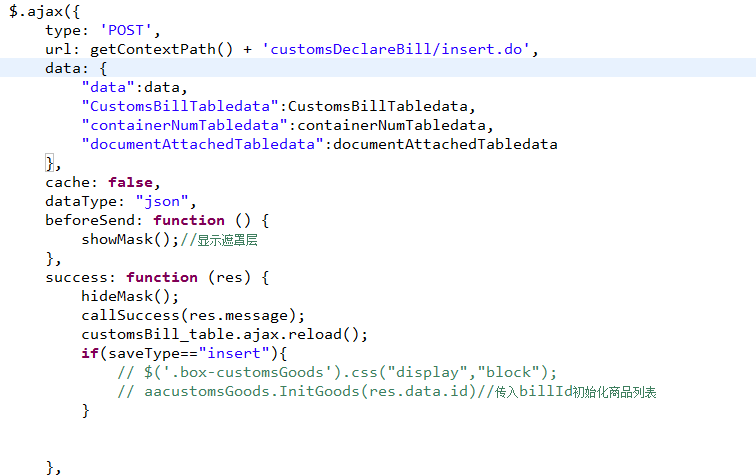 $.ajax({
    type: 'POST',
    url: getContextPath() + 'customsDeclareBill/insert.do',
    data: {
        "data":data,
        "CustomsBillTabledata":CustomsBillTabledata,
        "containerNumTabledata":containerNumTabledata,
        "documentAttachedTabledata":documentAttachedTabledata
    },
    cache: false,
    dataType: "json",
    beforeSend: function () {
        showMask();//显示遮罩层
    },
    success: function (res) {
        hideMask();
        callSuccess(res.message);
        customsBill_table.ajax.reload();
        if(saveType=="insert"){
            // $('.box-customsGoods').css("display","block");
            // aacustomsGoods.InitGoods(res.data.id)//传入billId初始化商品列表
        }
    },